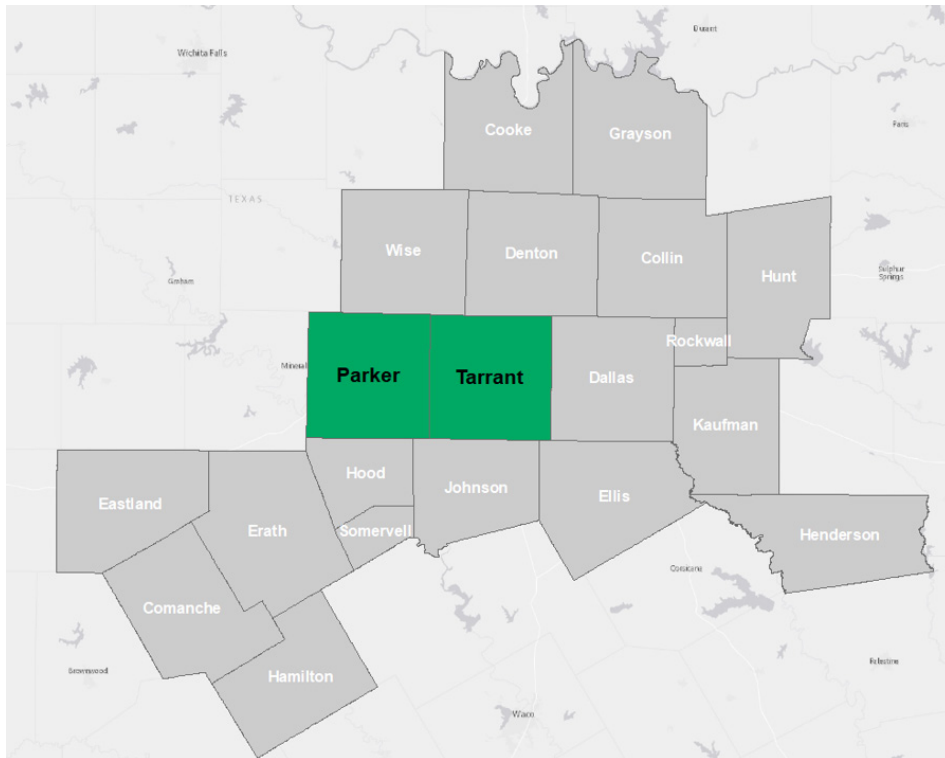 Durant
Wichita Falls
Cooke
Grayson
Paris
TEXAS
Wise
Denton
Collin
Hunt
Sulphur
Springs
Graham
Rockwall
Mineral
Parker
Tarrant
Dallas
Kaufman
Hood
Johnson
Ellis
Eastland
Erath
Somervell
Henderson
Corsicana
Comanche
Brownwood
Hamilton
Palestine
Waco